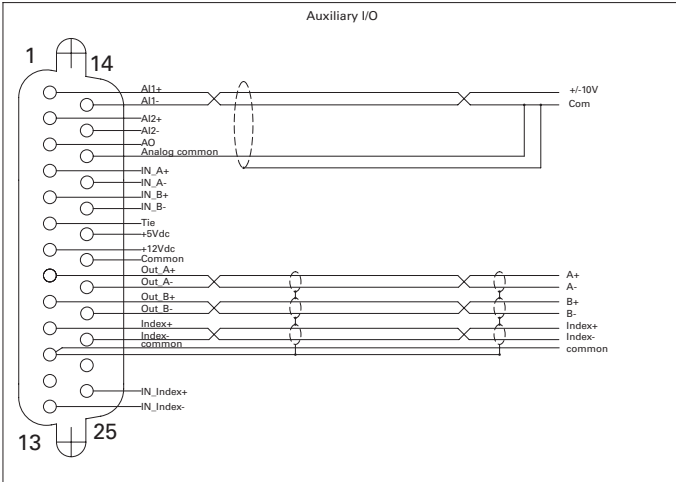 Auxiliary I/O
1
14
AI1+
+/-10V
AI1-
Com
AI2+
AI2-
AO
Analog common
IN_A+
IN_A-
IN_B+
IN_B-
Tie
+5Vdc
+12Vdc
Common
Out_A+
A+
Out_A-
A-
Out_B+
B+
Out_B-
B-
Index+
Index+
Index-
Index-
common
common
IN_Index+
IN_Index-
13
25